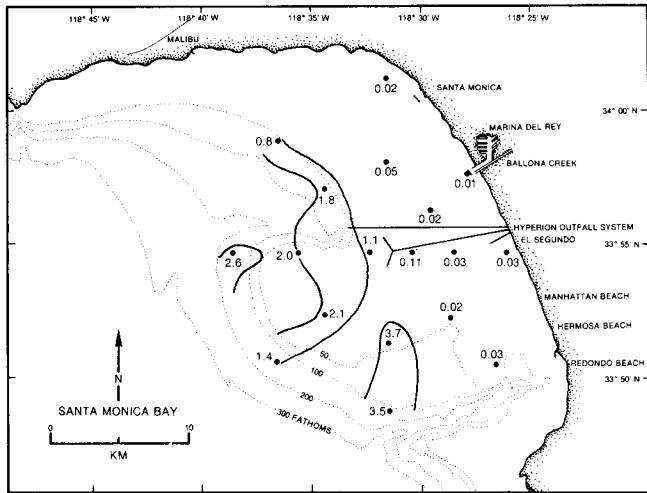 118° 45' W
118° 40' W
118° 35' W
118° 30' W
118° 25' W
MALIBU
0.02
SANTA MONICA
34° 00' N
MARINA DEL REY
0.8
0.05
BALLONA CREEK
0.01
1.8
0.02
HYPERION OUTFALL SYSTEM
EL SEGUNDO
33° 55' N
2.6
2.0
1.1
0.11
0.03
0.03
MANHATTAN BEACH
2.1
0.02
HERMOSA BEACH
3.7
50
1.4
100
0.03
REDONDO BEACH
33° 50' N
N
200
3.5
SANTA MONICA BAY
300 FATHOMS
0
10
KM